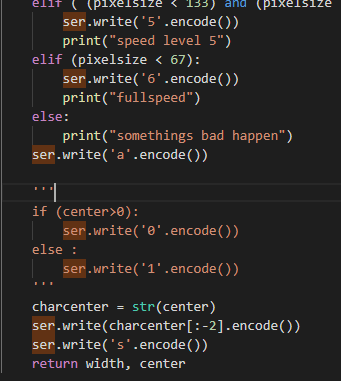 elif ( (pixelsize < 133) and (pixelsize
ser.write('5'.encode())
print("speed level 5")
elif (pixelsize < 67):
ser.write('6'.encode())
print("fullspeed")
else:
print("somethings bad happen")
ser.write('a'.encode())
'''
if (center>0):
ser.write('0'.encode())
else :
ser.write('1'.encode())
'''
charcenter = str(center)
ser.write(charcenter[:-2].encode())
ser.write('s'.encode())
return width, center